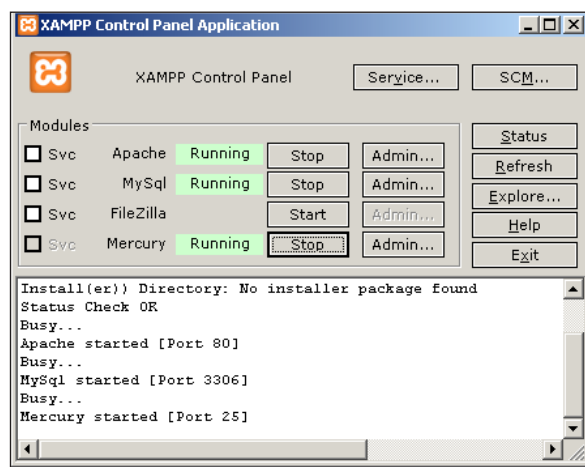 XAMPP Control Panel Application
XAMPP Control Panel
Service...
SCM...
Modules
Svc Apache Running Stop Admin...
Svc MySql Running Stop Admin...
Svc FileZilla Start Admin...
Svc Mercury Running Stop Admin...
Status
Refresh
Explore...
Help
Exit
Install(er)) Directory: No installer package found
Status Check OK
Busy...
Apache started [Port 80]
Busy...
MySql started [Port 3306]
Busy...
Mercury started [Port 25]